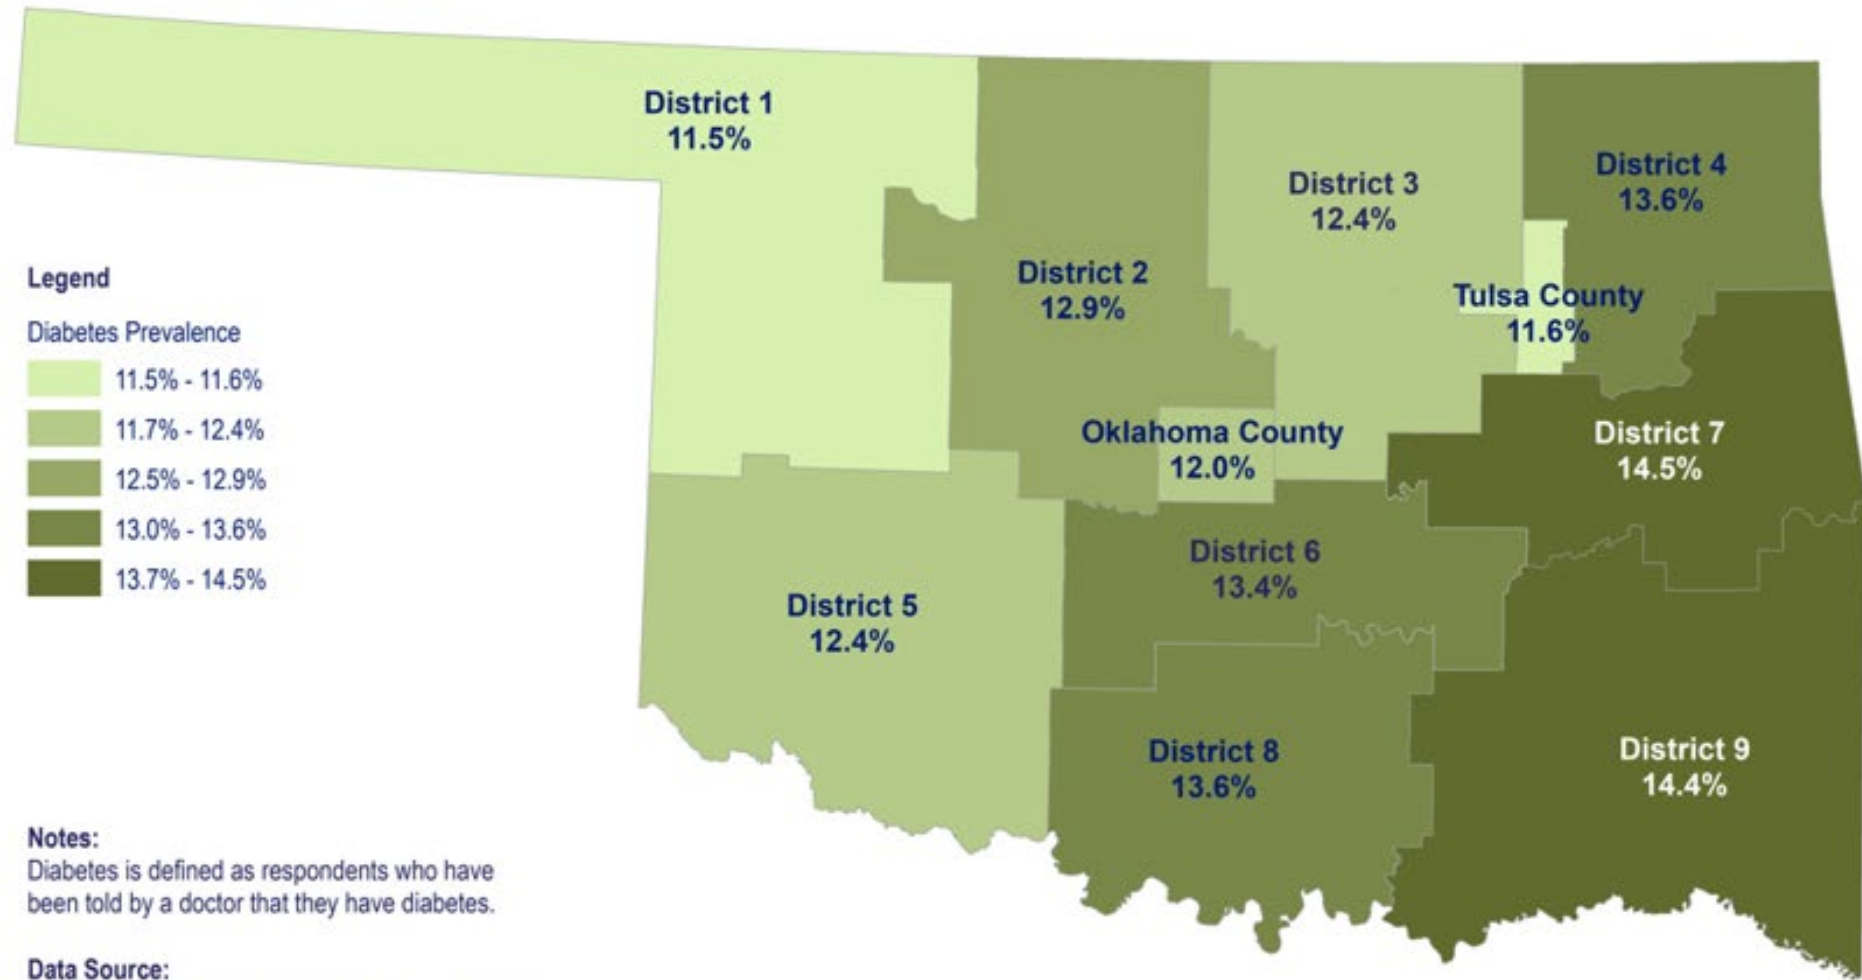 District 1
11.5%
District 4
13.6%
District 3
12.4%
District 2
12.9%
Tulsa County
11.6%
Oklahoma County
12.0%
District 7
14.5%
District 6
13.4%
District 5
12.4%
District 8
13.6%
District 9
14.4%
Legend
Diabetes Prevalence
11.5% - 11.6%
11.7% - 12.4%
12.5% - 12.9%
13.0% - 13.6%
13.7% - 14.5%
Notes:
Diabetes is defined as respondents who have
been told by a doctor that they have diabetes.
Data Source: